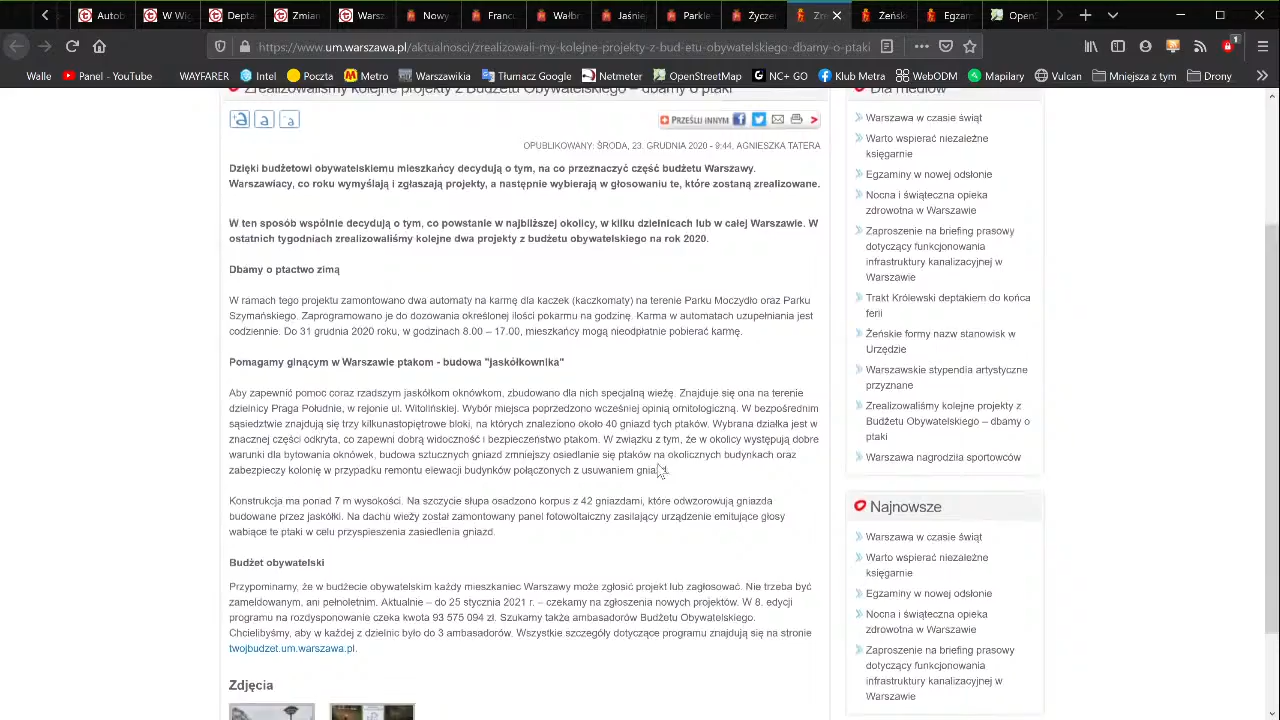 Autob
W Wig
Depta
Zmian
Warsz
Nowy
Francu
Wałbr
Jaśnie
Parkle
Życze
Zre
Żeńsk
Egzam
OpenS
https://www.um.warszawa.pl/aktualnosci/zrealizowali-my-kolejne-projekty-z-bud-etu-obywatelskiego-dbamy-o-ptaki
1
Walle Panel - YouTube WAYFARER Intel Poczta Metro Warszawikia Tłumacz Google Netmeter OpenStreetMap NC+ GO Klub Metra WebODM Mapilary Vulcan Mniejsza z tym Drony
Zrealizowaliśmy kolejne projekty z Budżetu Obywatelskiego – dbamy o ptaki
+a a -a
PRZEŚLIJ INNYM
OPUBLIKOWANY: ŚRODA, 23. GRUDNIA 2020 - 9:44, AGNIESZKA TATERA
Dzięki budżetowi obywatelskiemu mieszkańcy decydują o tym, na co przeznaczyć część budżetu Warszawy.
Warszawiacy, co roku wymyślają i zgłaszają projekty, a następnie wybierają w głosowaniu te, które zostaną zrealizowane.
W ten sposób wspólnie decydują o tym, co powstanie w najbliższej okolicy, w kilku dzielnicach lub w całej Warszawie. W
ostatnich tygodniach zrealizowaliśmy kolejne dwa projekty z budżetu obywatelskiego na rok 2020.
Dbamy o ptactwo zimą
W ramach tego projektu zamontowano dwa automaty na karmę dla kaczek (kaczkomaty) na terenie Parku Moczydło oraz Parku
Szymańskiego. Zaprogramowano je do dozowania określonej ilości pokarmu na godzinę. Karma w automatach uzupełniania jest
codziennie. Do 31 grudnia 2020 roku, w godzinach 8.00 – 17.00, mieszkańcy mogą nieodpłatnie pobierać karmę.
Pomagamy ginącym w Warszawie ptakom - budowa "jaskółkownika"
Aby zapewnić pomoc coraz rzadszym jaskółkom oknówkom, zbudowano dla nich specjalną wieżę. Znajduje się ona na terenie
dzielnicy Praga Południe, w rejonie ul. Witolińskiej. Wybór miejsca poprzedzono wcześniej opinią ornitologiczną. W bezpośrednim
sąsiedztwie znajdują się trzy kilkunastopiętrowe bloki, na których znaleziono około 40 gniazd tych ptaków. Wybrana działka jest w
znacznej części odkryta, co zapewni dobrą widoczność i bezpieczeństwo ptakom. W związku z tym, że w okolicy występują dobre
warunki dla bytowania oknówek, budowa sztucznych gniazd zmniejszy osiedlanie się ptaków na okolicznych budynkach oraz
zabezpieczy kolonię w przypadku remontu elewacji budynków połączonych z usuwaniem gniazd.
Konstrukcja ma ponad 7 m wysokości. Na szczycie słupa osadzono korpus z 42 gniazdami, które odwzorowują gniazda
budowane przez jaskółki. Na dachu wieży został zamontowany panel fotowoltaiczny zasilający urządzenie emitujące głosy
wabiące te ptaki w celu przyspieszenia zasiedlenia gniazd.
Budżet obywatelski
Przypominamy, że w budżecie obywatelskim każdy mieszkaniec Warszawy może zgłosić projekt lub zagłosować. Nie trzeba być
zameldowanym, ani pełnoletnim. Aktualnie – do 25 stycznia 2021 r. – czekamy na zgłoszenia nowych projektów. W 8. edycji
programu na rozdysponowanie czeka kwota 93 575 094 zł. Szukamy także ambasadorów Budżetu Obywatelskiego.
Chcielibyśmy, aby w każdej z dzielnic było do 3 ambasadorów. Wszystkie szczegóły dotyczące programu znajdują się na stronie
twojbudzet.um.warszawa.pl.
Zdjęcia
Dla mediów
Warszawa w czasie świąt
Warto wspierać niezależne
księgarnie
Egzaminy w nowej odsłonie
Nocna i świąteczna opieka
zdrowotna w Warszawie
Zaproszenie na briefing prasowy
dotyczący funkcjonowania
infrastruktury kanalizacyjnej w
Warszawie
Trakt Królewski deptakiem do końca
ferii
Żeńskie formy nazw stanowisk w
Urzędzie
Warszawskie stypendia artystyczne
przyznane
Zrealizowaliśmy kolejne projekty z
Budżetu Obywatelskiego – dbamy o
ptaki
Warszawa nagrodziła sportowców
Najnowsze
Warszawa w czasie świąt
Warto wspierać niezależne
księgarnie
Egzaminy w nowej odsłonie
Nocna i świąteczna opieka
zdrowotna w Warszawie
Zaproszenie na briefing prasowy
dotyczący funkcjonowania
infrastruktury kanalizacyjnej w
Warszawie